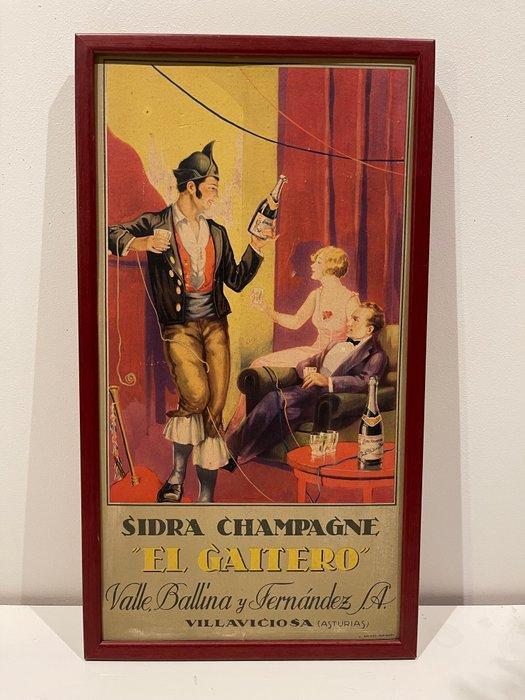 SIDRA CHAMPAGNE
"EL GAITERO"
Valle, Ballina y Fernández S.A.
VILLAVICIOSA (ASTURIAS)